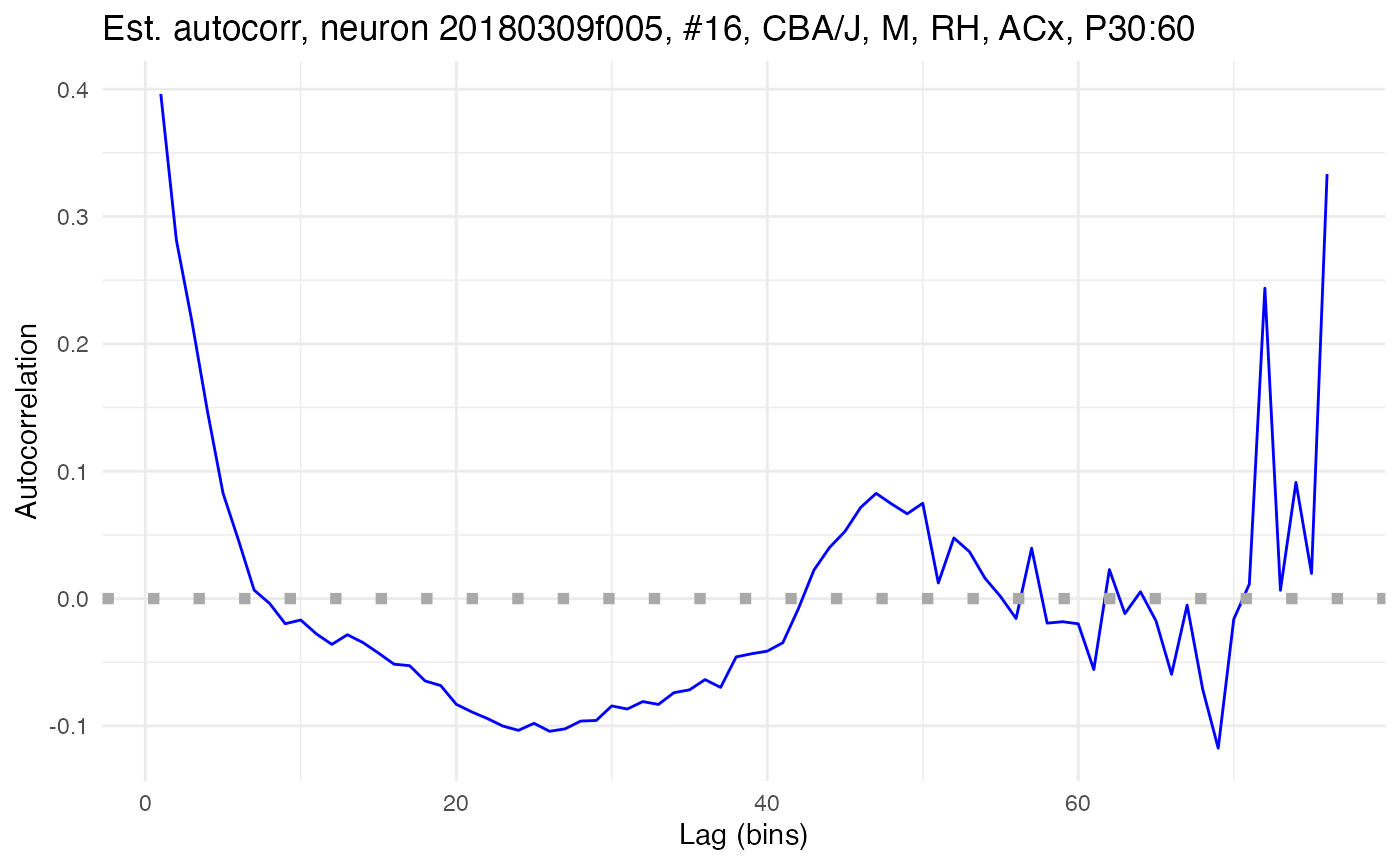 Est. autocorr, neuron 20180309f005, #16, CBA/J, M, RH, ACx, P30:60
0.4
0.3
0.2
0.1
0.0
-0.1
Autocorrelation
0 20 40 60
Lag (bins)